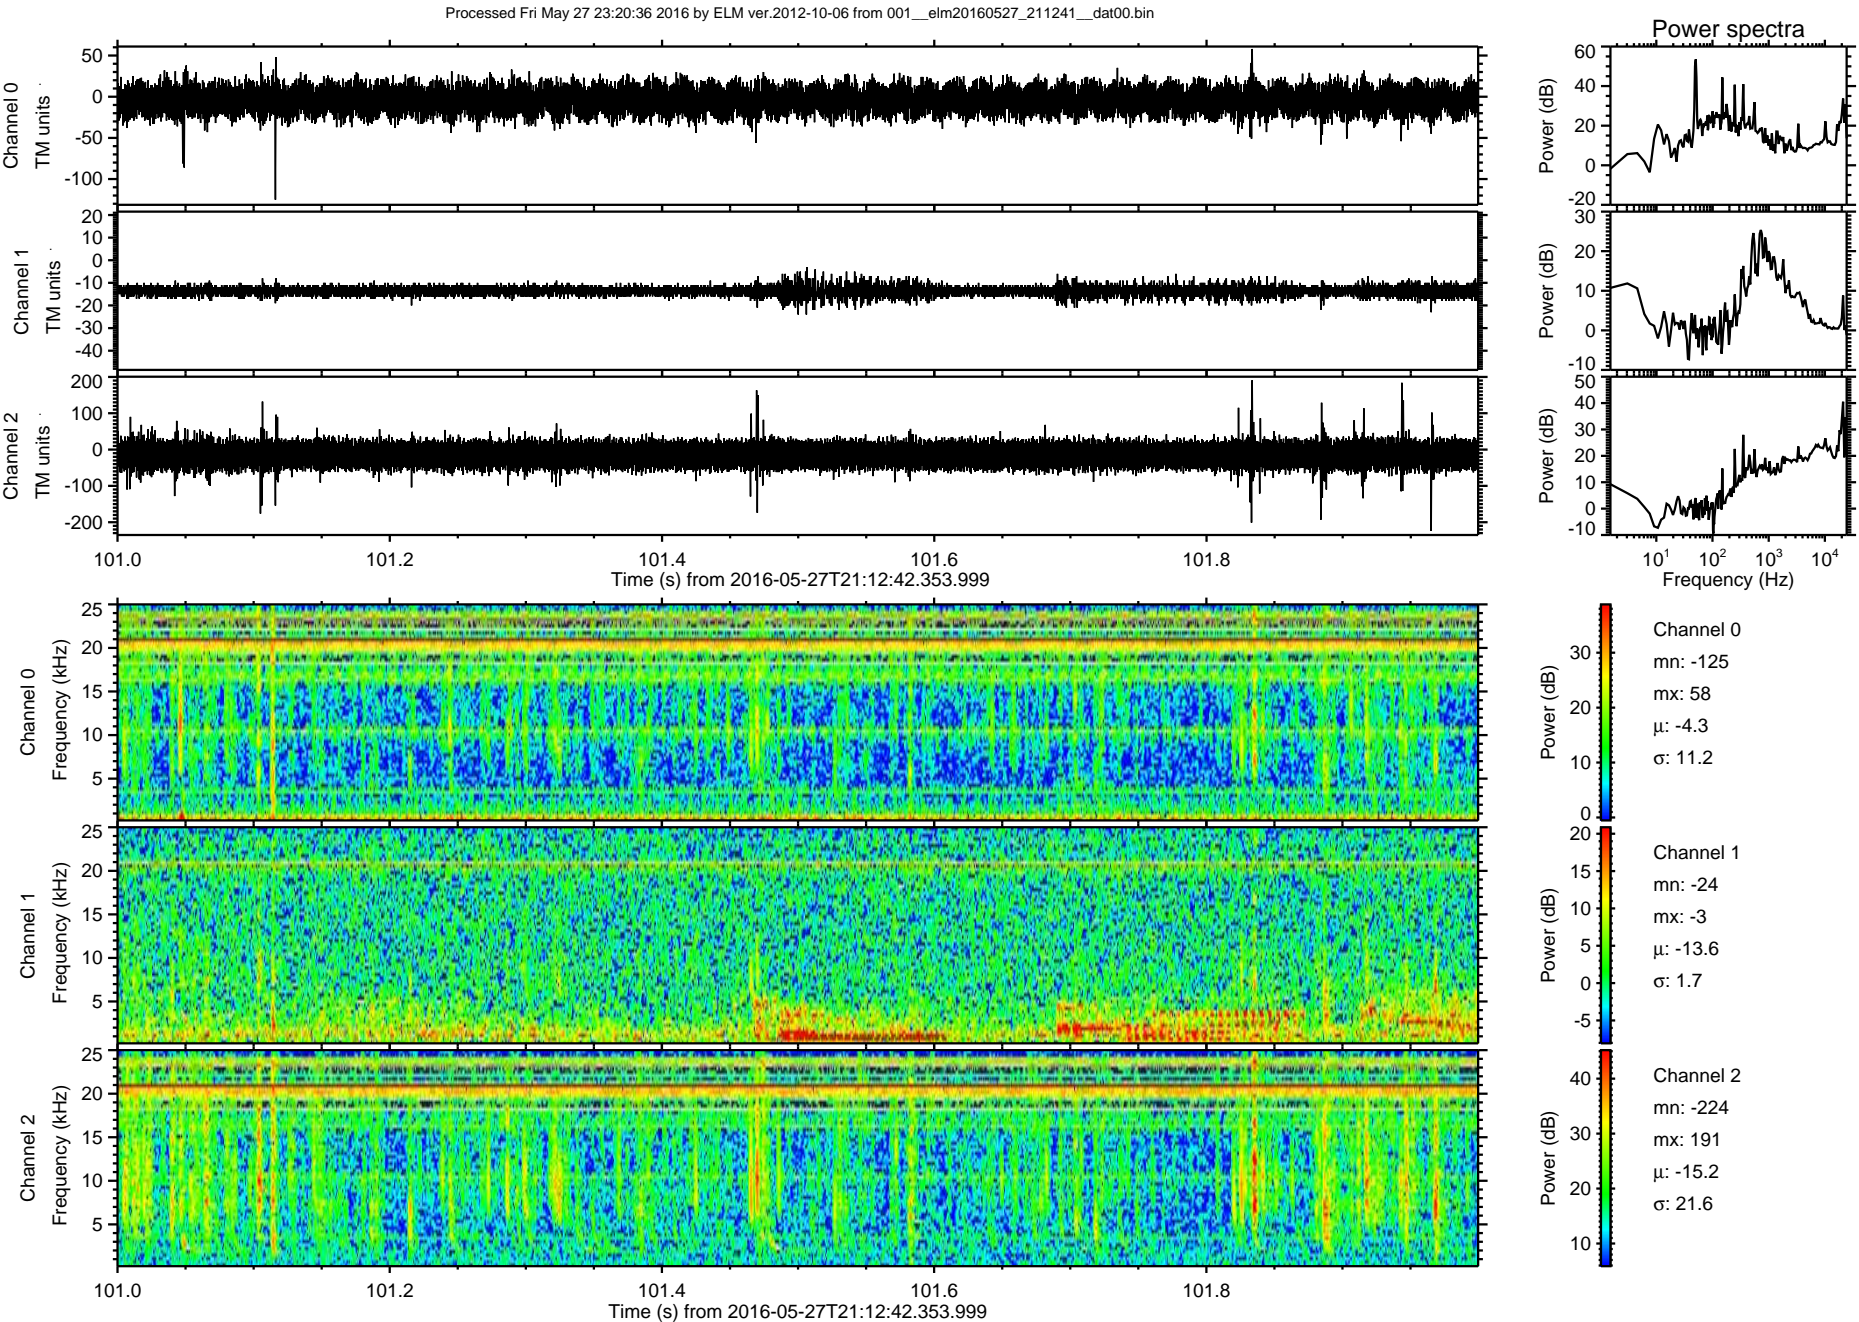 Processed Fri May 27 23:20:36 2016 by ELM ver.2012-10-06 from 001__elm20160527_211241__dat00.bin
Power spectra
Channel 0
TM units
50
0
-50
-100
Power (dB)
60
40
20
0
-20
Channel 1
TM units
20
10
0
-10
-20
-30
-40
Power (dB)
30
20
10
0
-10
Channel 2
TM units
200
100
0
-100
-200
Power (dB)
50
40
30
20
10
0
-10
101.0 101.2 101.4 101.6 101.8
Time (s) from 2016-05-27T21:12:42.353.999
10^1 10^2 10^3 10^4
Frequency (Hz)
Channel 0
Frequency (kHz)
25
20
15
10
5
Power (dB)
30
20
10
0
Channel 0
mn: -125
mx: 58
μ: -4.3
σ: 11.2
Channel 1
Frequency (kHz)
25
20
15
10
5
Power (dB)
20
15
10
5
0
-5
Channel 1
mn: -24
mx: -3
μ: -13.6
σ: 1.7
Channel 2
Frequency (kHz)
25
20
15
10
5
Power (dB)
40
30
20
10
Channel 2
mn: -224
mx: 191
μ: -15.2
σ: 21.6
101.0 101.2 101.4 101.6 101.8
Time (s) from 2016-05-27T21:12:42.353.999